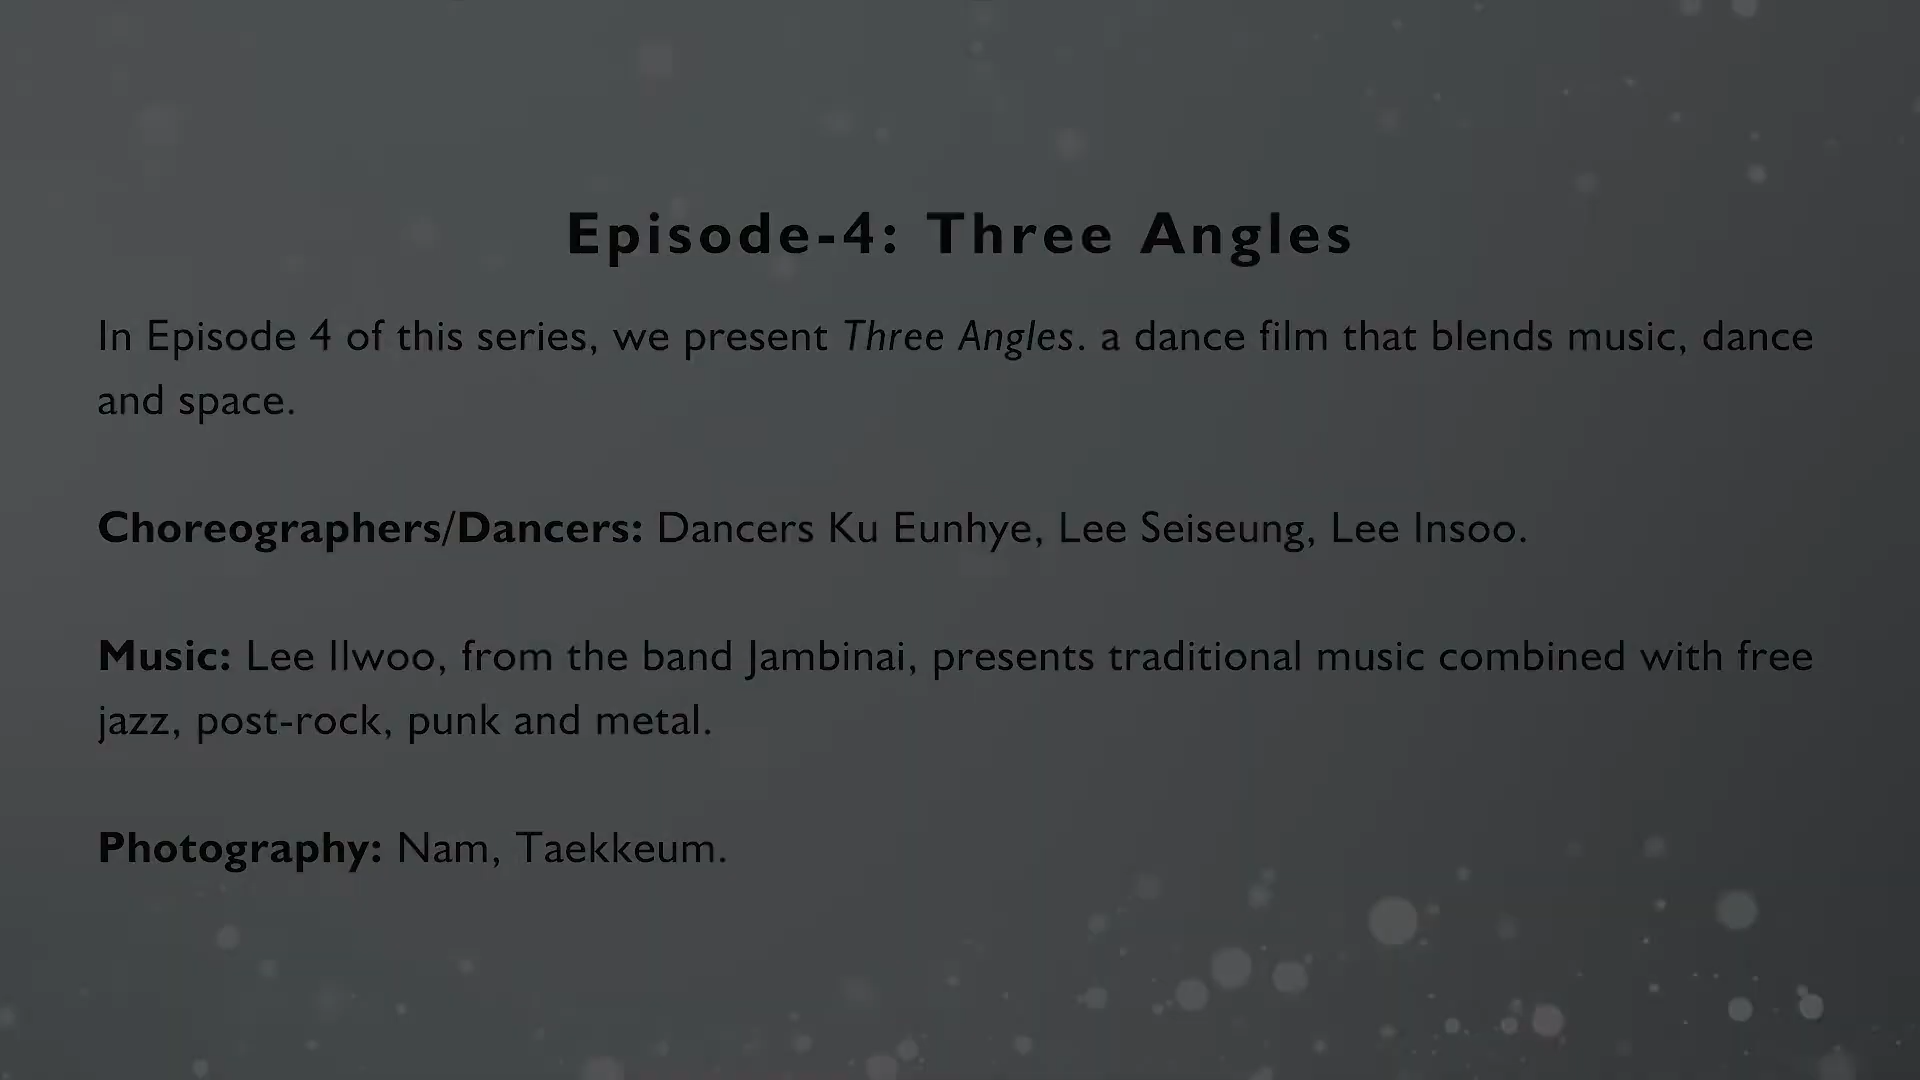 Episode-4: Three Angles
In Episode 4 of this series, we present Three Angles. a dance film that blends music, dance
and space.
Choreographers/Dancers: Dancers Ku Eunhye, Lee Seiseung, Lee Insoo.
Music: Lee Ilwoo, from the band Jambinai, presents traditional music combined with free
jazz, post-rock, punk and metal.
Photography: Nam, Taekkeum.